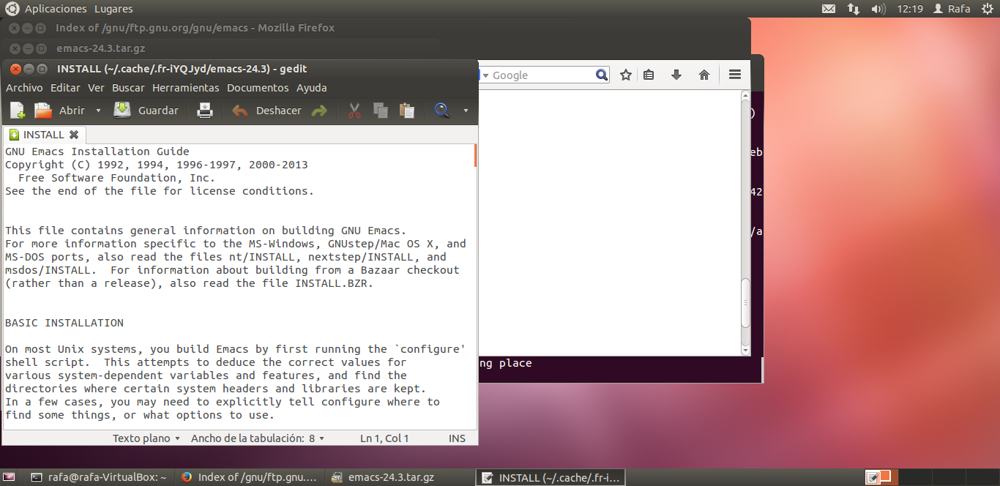 Aplicaciones Lugares 12:19 Rafa
Index of /gnu/ftp.gnu.org/gnu/emacs - Mozilla Firefox
emacs-24.3.tar.gz
INSTALL (~/.cache/.fr-iYQJyd/emacs-24.3) - gedit
Google
Archivo Editar Ver Buscar Herramientas Documentos Ayuda
Abrir Guardar Deshacer
)
INSTALL
GNU Emacs Installation Guide
eb
Copyright (C) 1992, 1994, 1996-1997, 2000-2013
Free Software Foundation, Inc.
See the end of the file for license conditions.
42
This file contains general information on building GNU Emacs.
/a
For more information specific to the MS-Windows, GNUstep/Mac OS X, and
MS-DOS ports, also read the files nt/INSTALL, nextstep/INSTALL, and
msdos/INSTALL.  For information about building from a Bazaar checkout
(rather than a release), also read the file INSTALL.BZR.
BASIC INSTALLATION
On most Unix systems, you build Emacs by first running the `configure'
shell script.  This attempts to deduce the correct values for
ng place
various system-dependent variables and features, and find the
directories where certain system headers and libraries are kept.
In a few cases, you may need to explicitly tell configure where to
find some things, or what options to use.
Texto plano Ancho de la tabulación: 8 Ln 1, Col 1 INS
rafa@rafa-VirtualBox: ~ Index of /gnu/ftp.gnu.... emacs-24.3.tar.gz INSTALL (~/.cache/.fr-i...